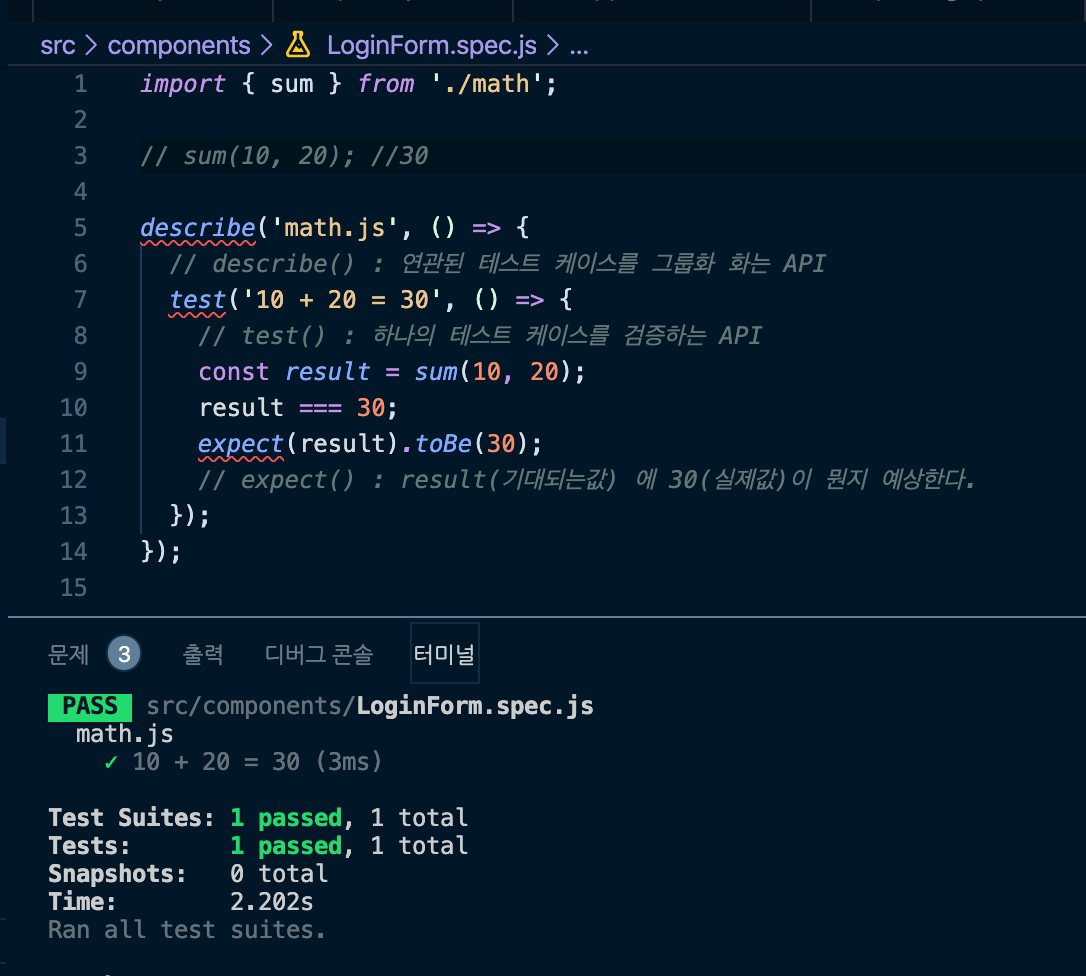 src > components > LoginForm.spec.js > ...
1 import { sum } from './math';
2
3 // sum(10, 20); //30
4
5 describe('math.js', () => {
6 // describe() : 연관된 테스트 케이스를 그룹화 화는 API
7 test('10 + 20 = 30', () => {
8 // test() : 하나의 테스트 케이스를 검증하는 API
9 const result = sum(10, 20);
10 result === 30;
11 expect(result).toBe(30);
12 // expect() : result(기대되는값) 에 30(실제값)이 뭔지 예상한다.
13 });
14 });
15
문제 3 출력 디버그 콘솔 터미널
PASS src/components/LoginForm.spec.js
math.js
✓ 10 + 20 = 30 (3ms)
Test Suites: 1 passed, 1 total
Tests: 1 passed, 1 total
Snapshots: 0 total
Time: 2.202s
Ran all test suites.